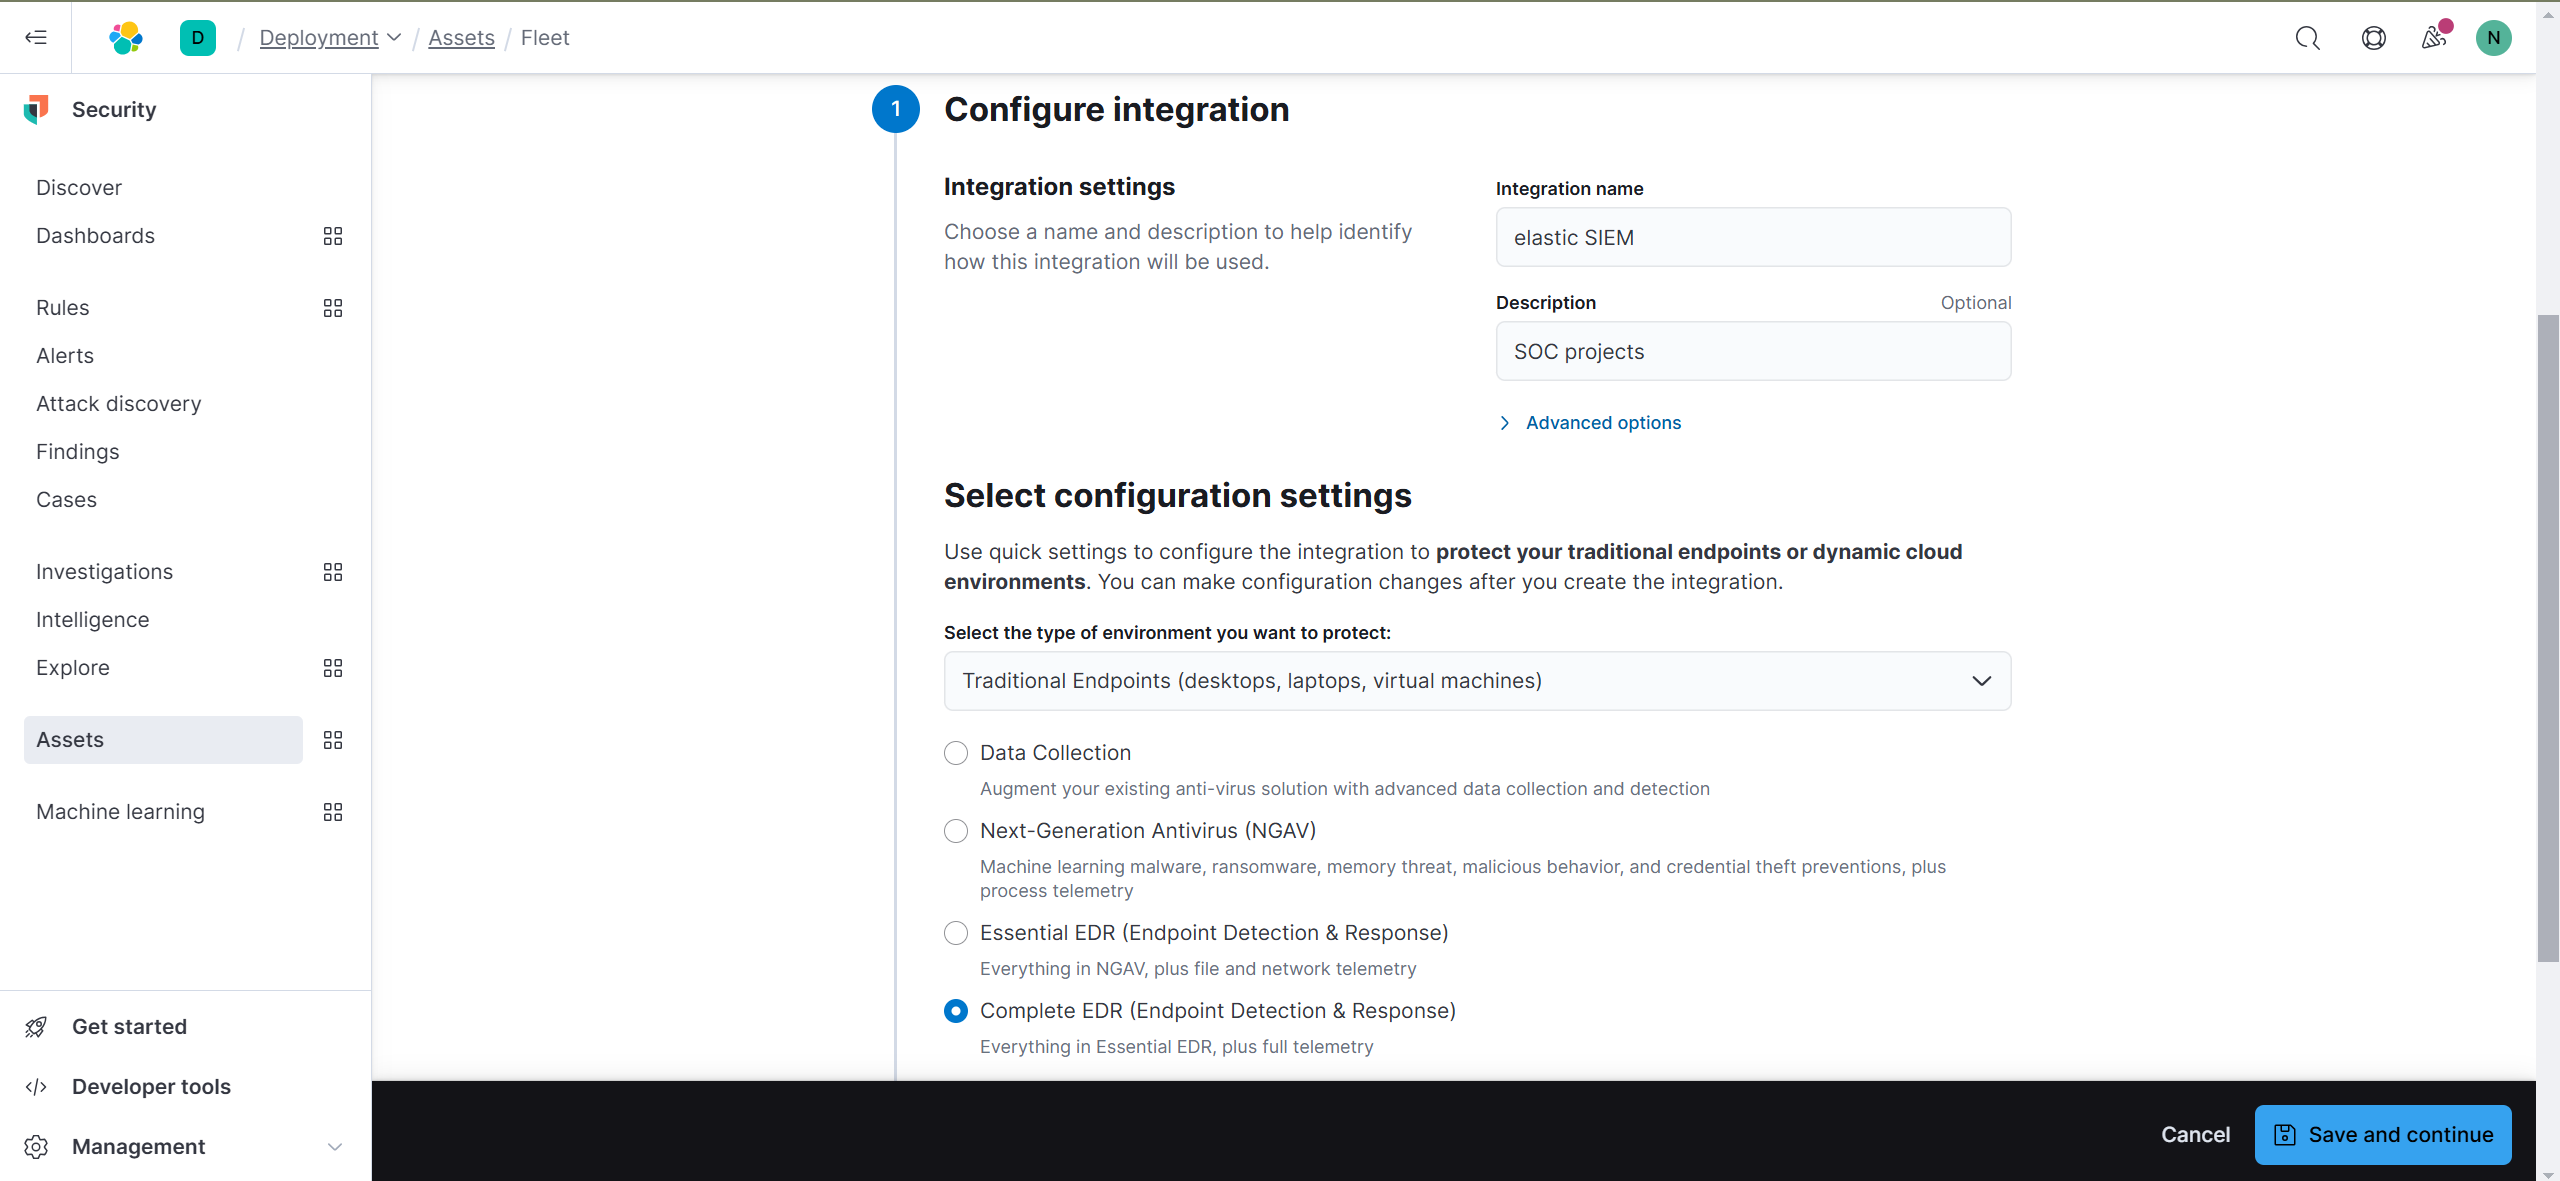 D / Deployment / Assets / Fleet
N
Security
Discover
Dashboards
Rules
Alerts
Attack discovery
Findings
Cases
Investigations
Intelligence
Explore
Assets
Machine learning
Get started
Developer tools
Management
1
Configure integration
Integration settings
Choose a name and description to help identify
how this integration will be used.
Integration name
elastic SIEM
Description Optional
SOC projects
Advanced options
Select configuration settings
Use quick settings to configure the integration to protect your traditional endpoints or dynamic cloud
environments. You can make configuration changes after you create the integration.
Select the type of environment you want to protect:
Traditional Endpoints (desktops, laptops, virtual machines)
Data Collection
Augment your existing anti-virus solution with advanced data collection and detection
Next-Generation Antivirus (NGAV)
Machine learning malware, ransomware, memory threat, malicious behavior, and credential theft preventions, plus
process telemetry
Essential EDR (Endpoint Detection & Response)
Everything in NGAV, plus file and network telemetry
Complete EDR (Endpoint Detection & Response)
Everything in Essential EDR, plus full telemetry
Cancel
Save and continue